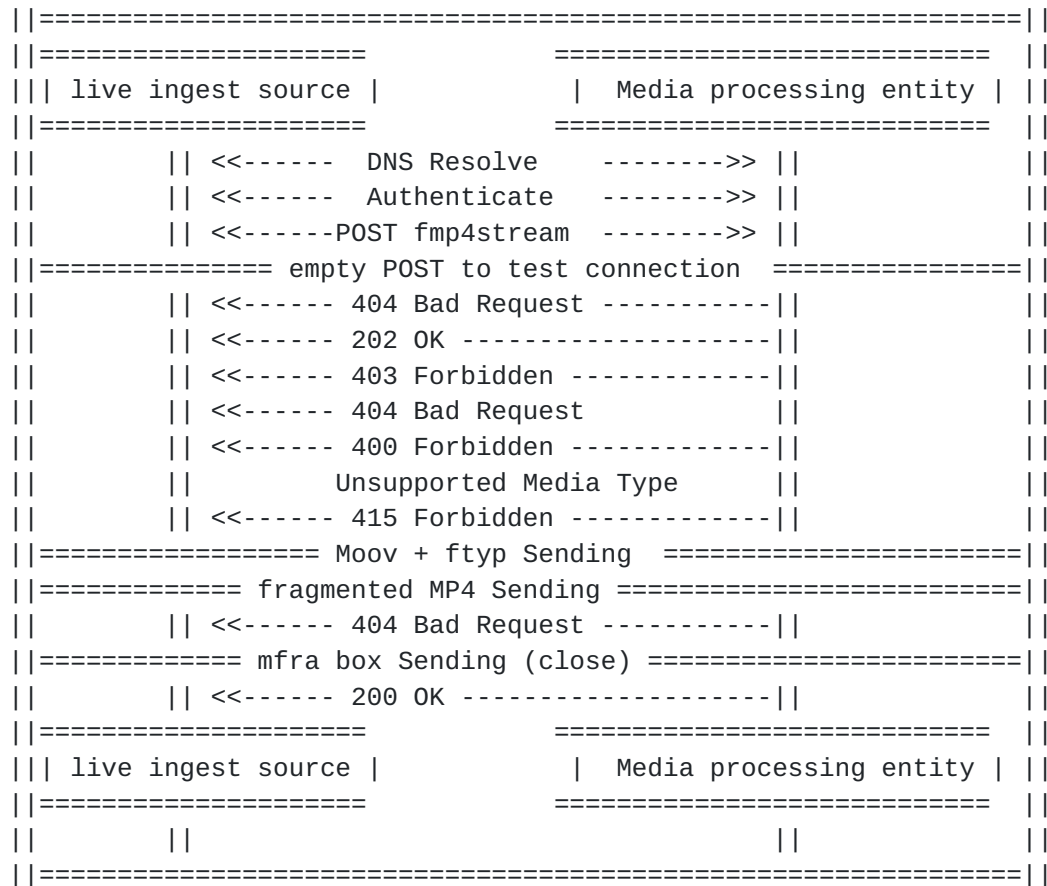 ||===============================================================||
||=====================            ============================  ||
||| live ingest source |            |  Media processing entity | ||
||=====================            ============================  ||
||        || <<------  DNS Resolve    -------->> ||              ||
||        || <<------  Authenticate   -------->> ||              ||
||        || <<------POST fmp4stream  -------->> ||              ||
||=============== empty POST to test connection  ================||
||        || <<------ 404 Bad Request -----------||              ||
||        || <<------ 202 OK --------------------||              ||
||        || <<------ 403 Forbidden -------------||              ||
||        || <<------ 404 Bad Request            ||              ||
||        || <<------ 400 Forbidden -------------||              ||
||        ||         Unsupported Media Type      ||              ||
||        || <<------ 415 Forbidden -------------||              ||
||================== Moov + ftyp Sending  =======================||
||============= fragmented MP4 Sending ==========================||
||        || <<------ 404 Bad Request -----------||              ||
||============= mfra box Sending (close) ========================||
||        || <<------ 200 OK --------------------||              ||
||=====================            ============================  ||
||| live ingest source |            |  Media processing entity | ||
||=====================            ============================  ||
||        ||                                     ||              ||
||===============================================================||